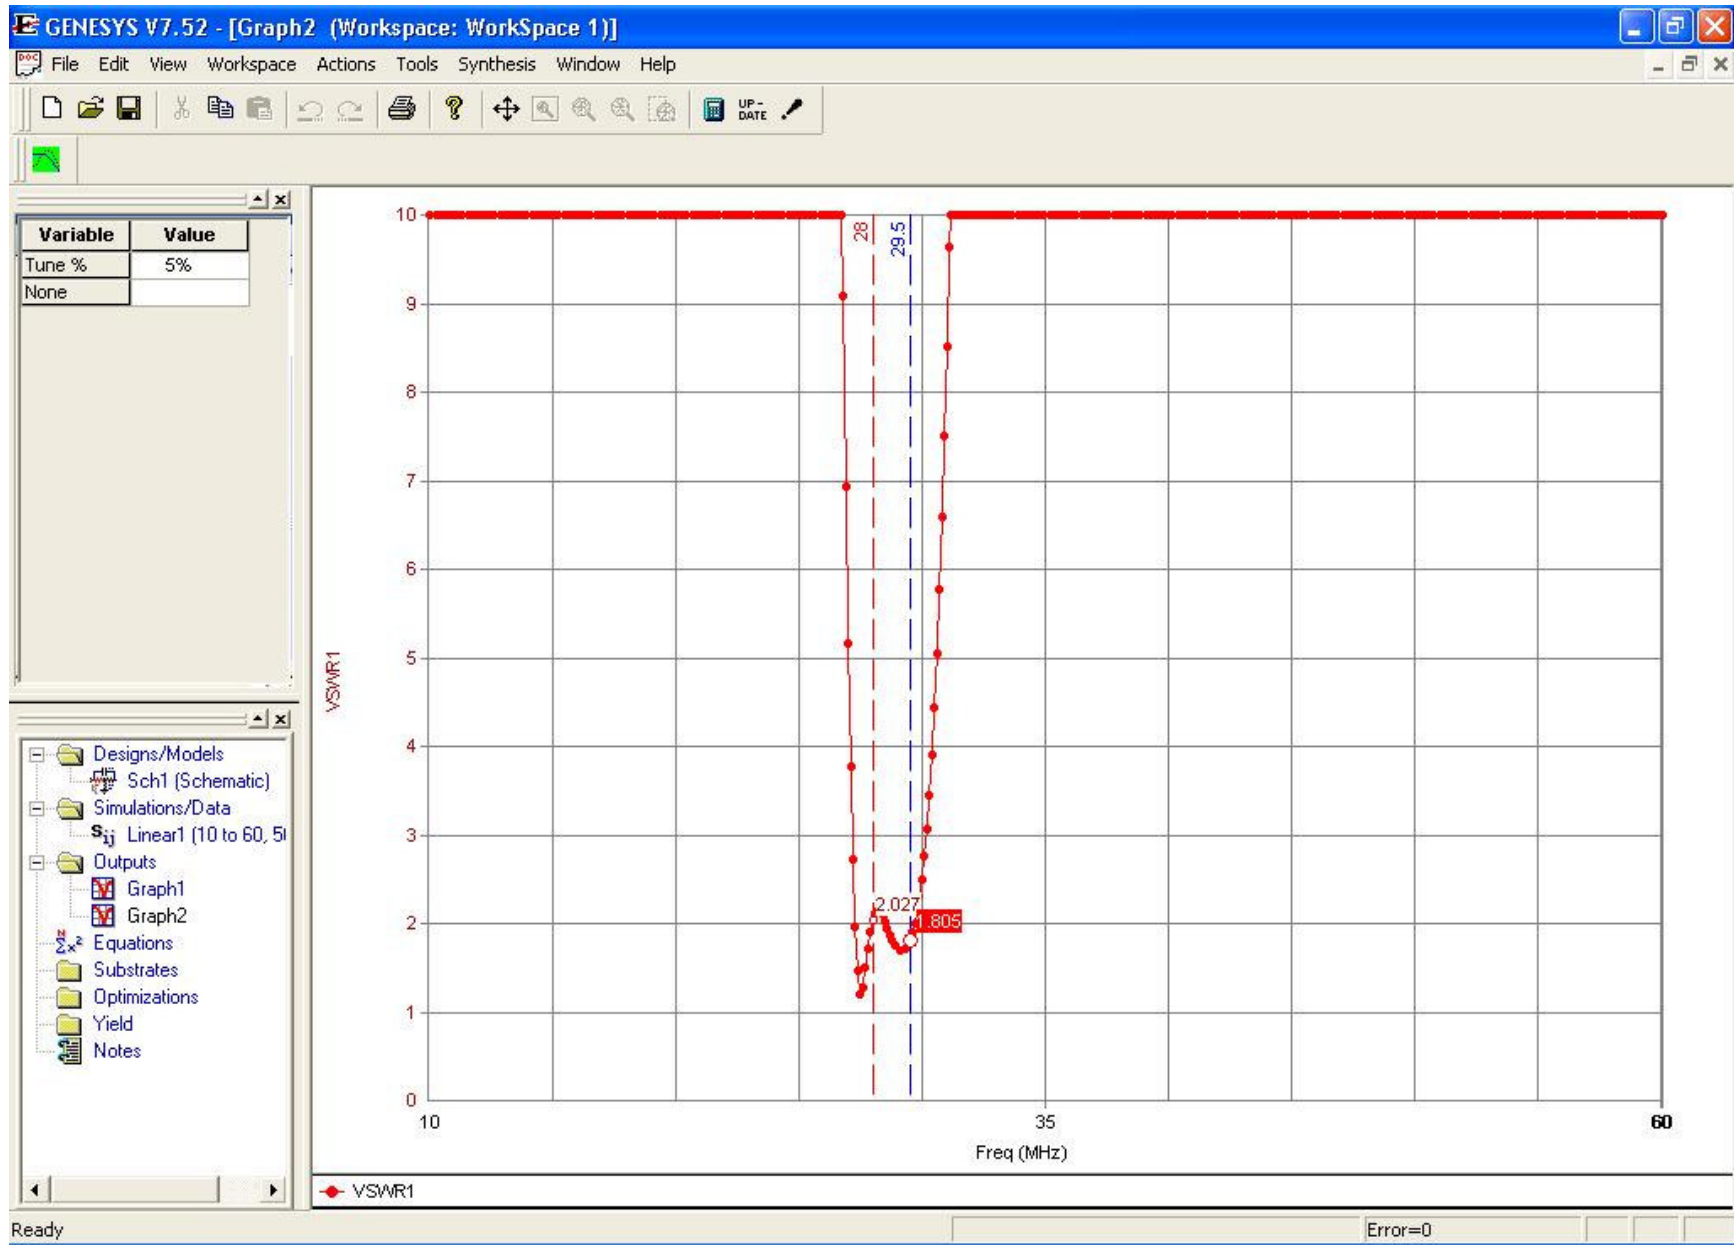 GENESYS V7.52 - [Graph2 (Workspace: WorkSpace 1)]
File Edit View Workspace Actions Tools Synthesis Window Help
UP-
DATE
Variable Value
Tune % 5%
None
Designs/Models
Sch1 (Schematic)
Simulations/Data
Sij Linear1 (10 to 60, 5
Outputs
Graph1
Graph2
Equations
Substrates
Optimizations
Yield
Notes
10
9
8
7
6
5
4
3
2
1
0
VSWR1
28
29.5
2.027
1.805
10 35 60
Freq (MHz)
VSWR1
Ready Error=0